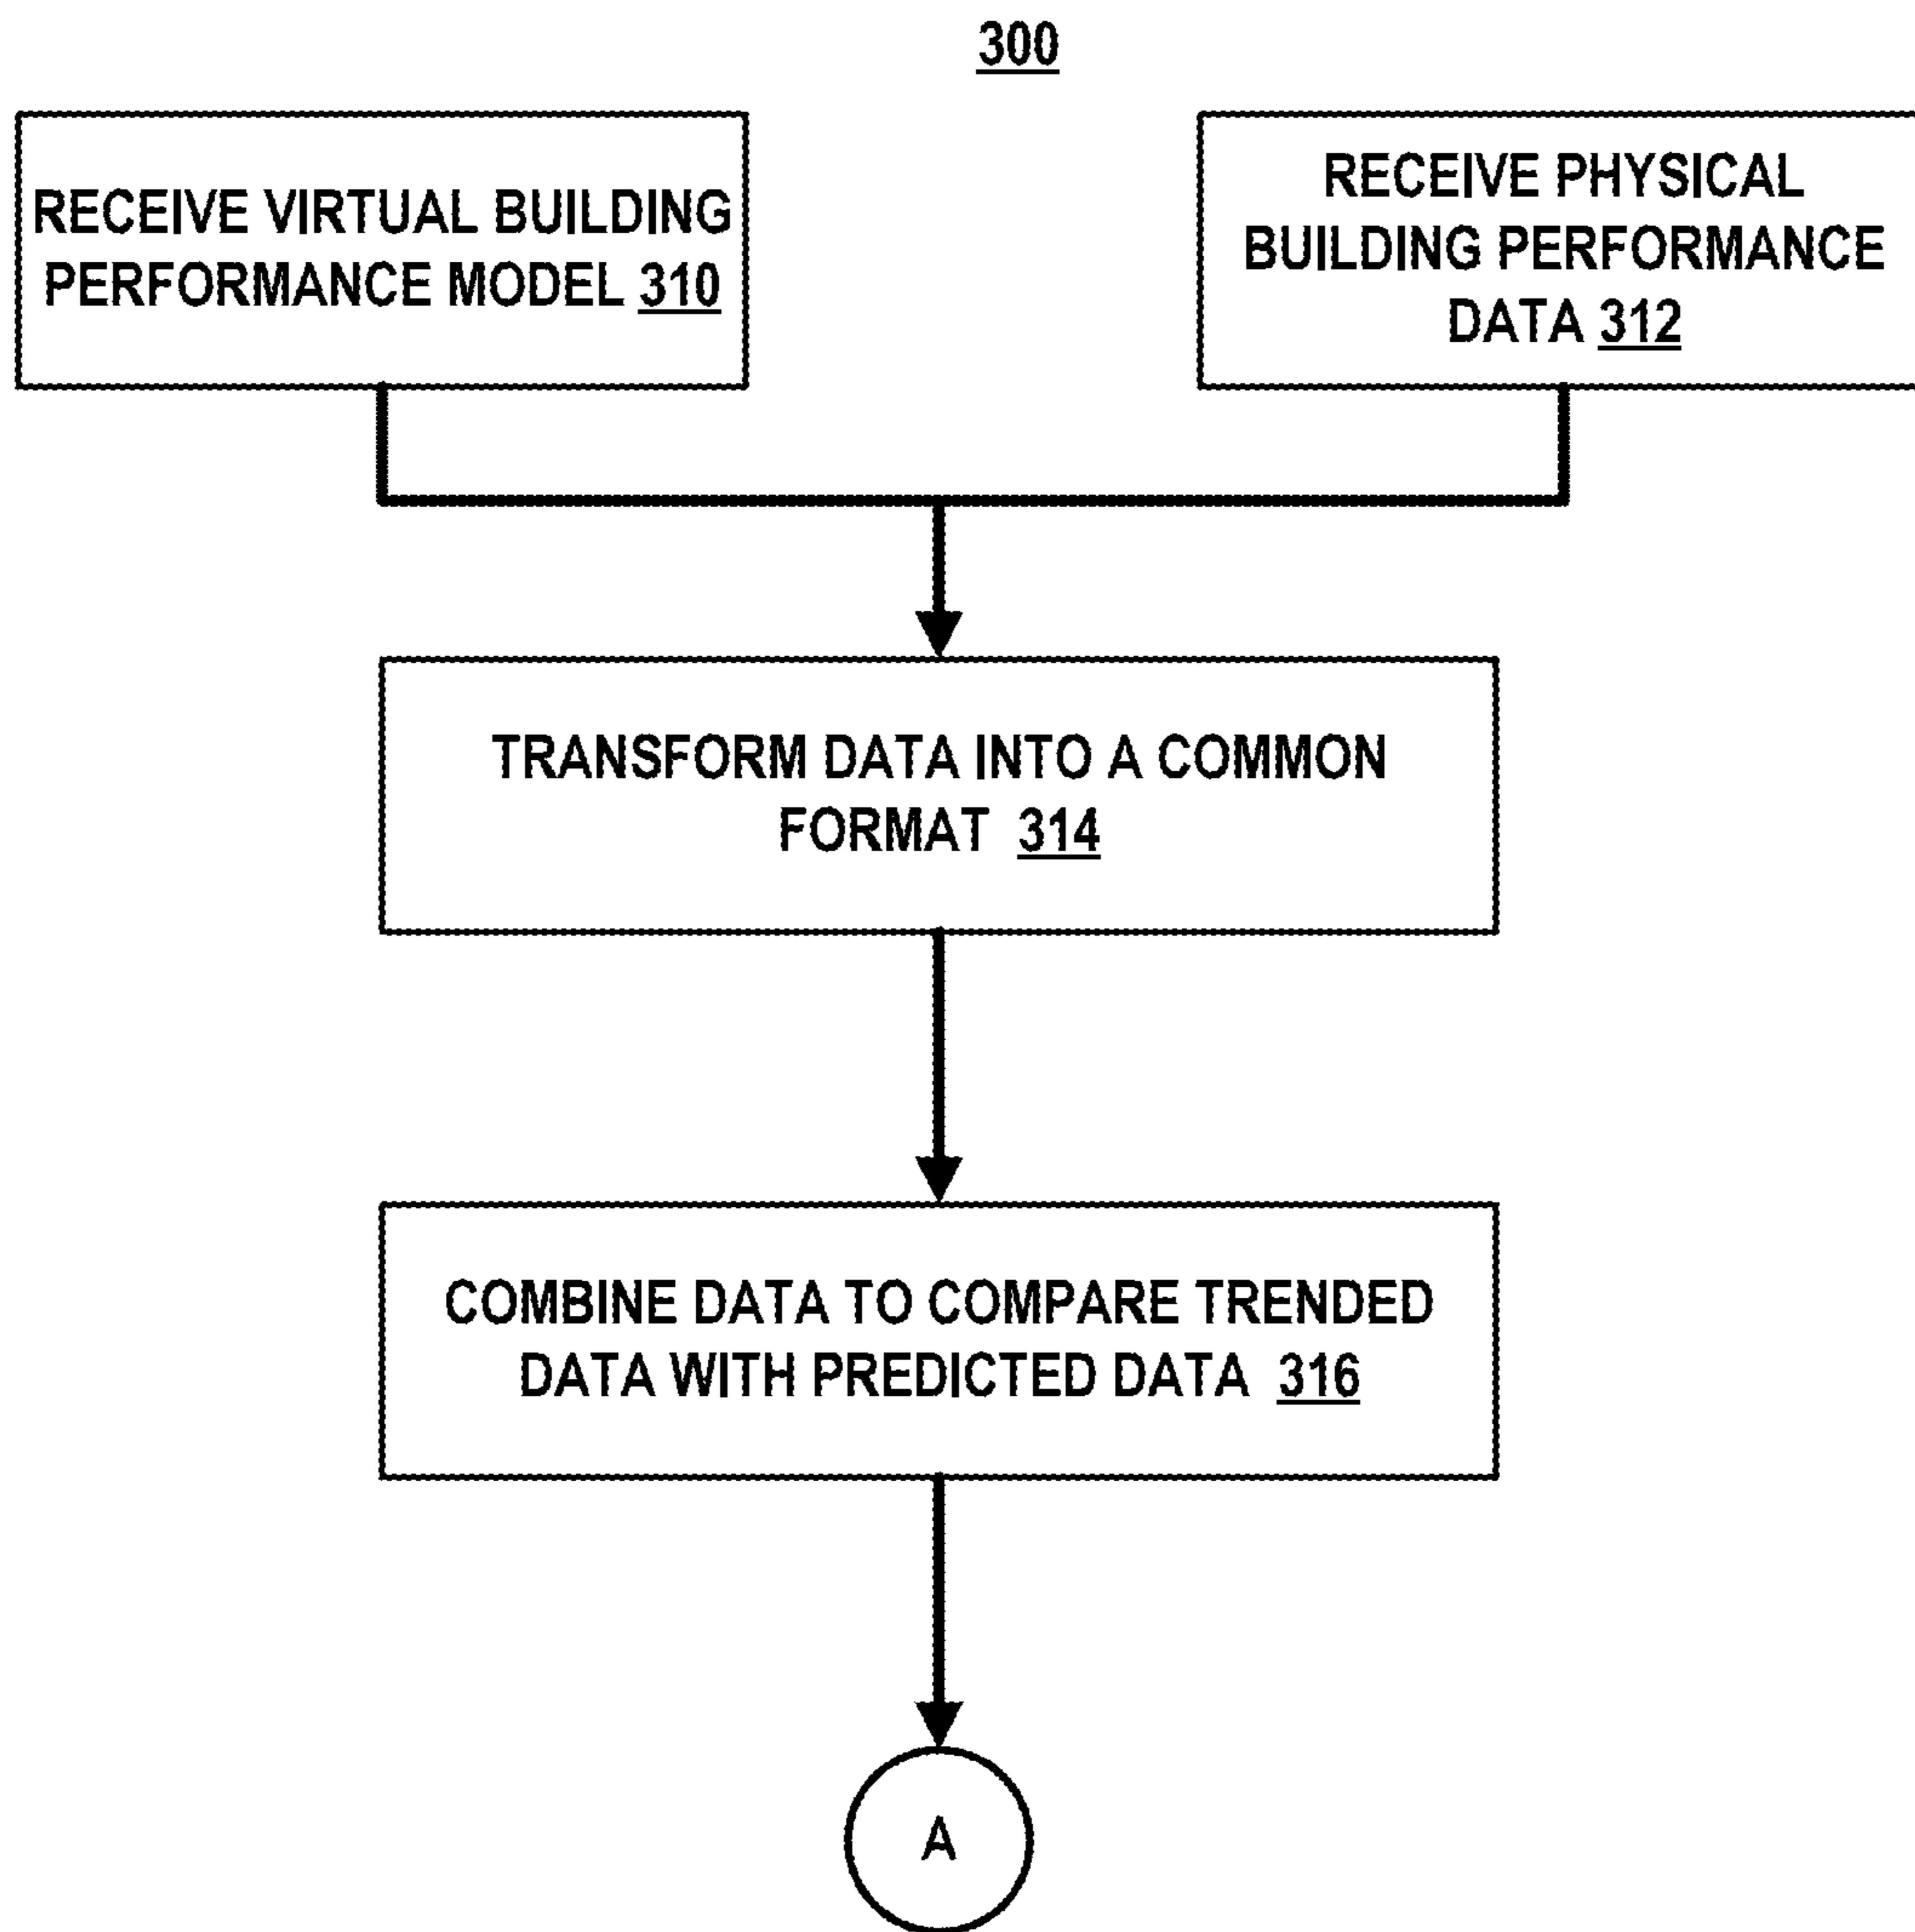 300
RECEIVE VIRTUAL BUILDING
PERFORMANCE MODEL 310
RECEIVE PHYSICAL
BUILDING PERFORMANCE
DATA 312
TRANSFORM DATA INTO A COMMON
FORMAT 314
COMBINE DATA TO COMPARE TRENDED
DATA WITH PREDICTED DATA 316
A